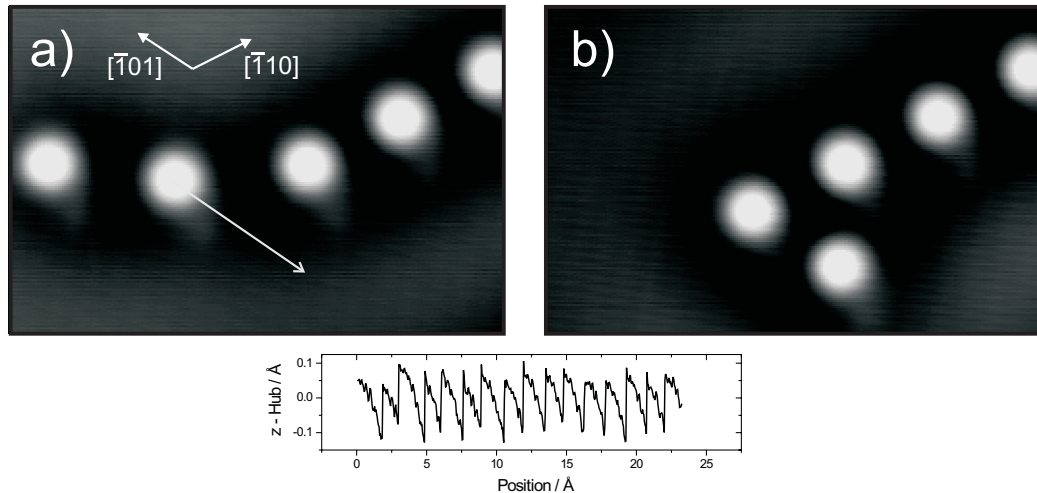 a)
[1̅01]
[1̅10]
b)
z - Hub / Å
0.1
0.0
-0.1
0
5
10
15
20
25
Position / Å